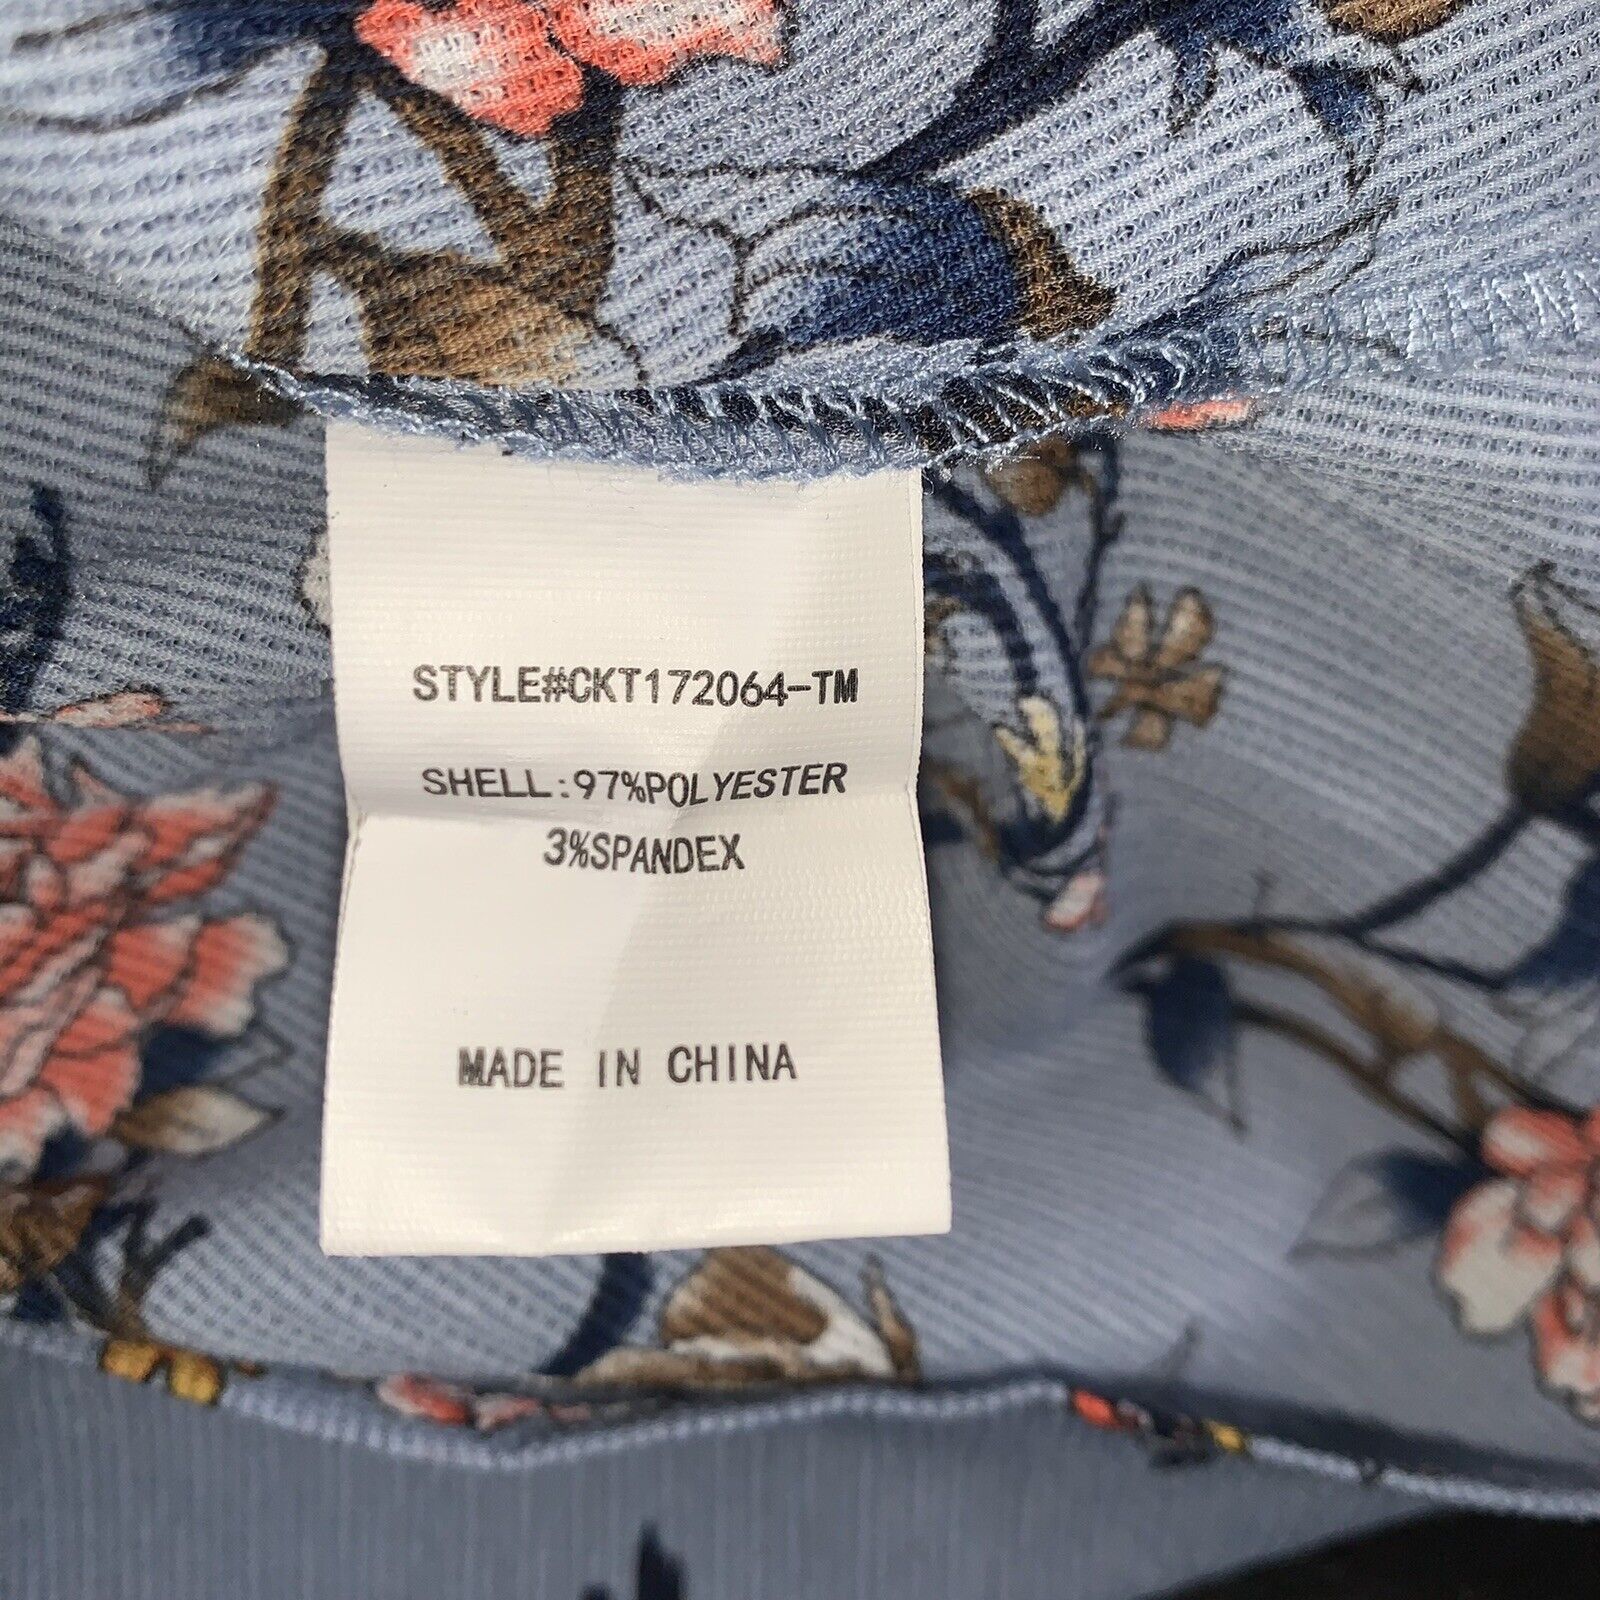 STYLE#CKT172064-TM
SHELL:97%POLYESTER
3%SPANDEX
MADE IN CHINA